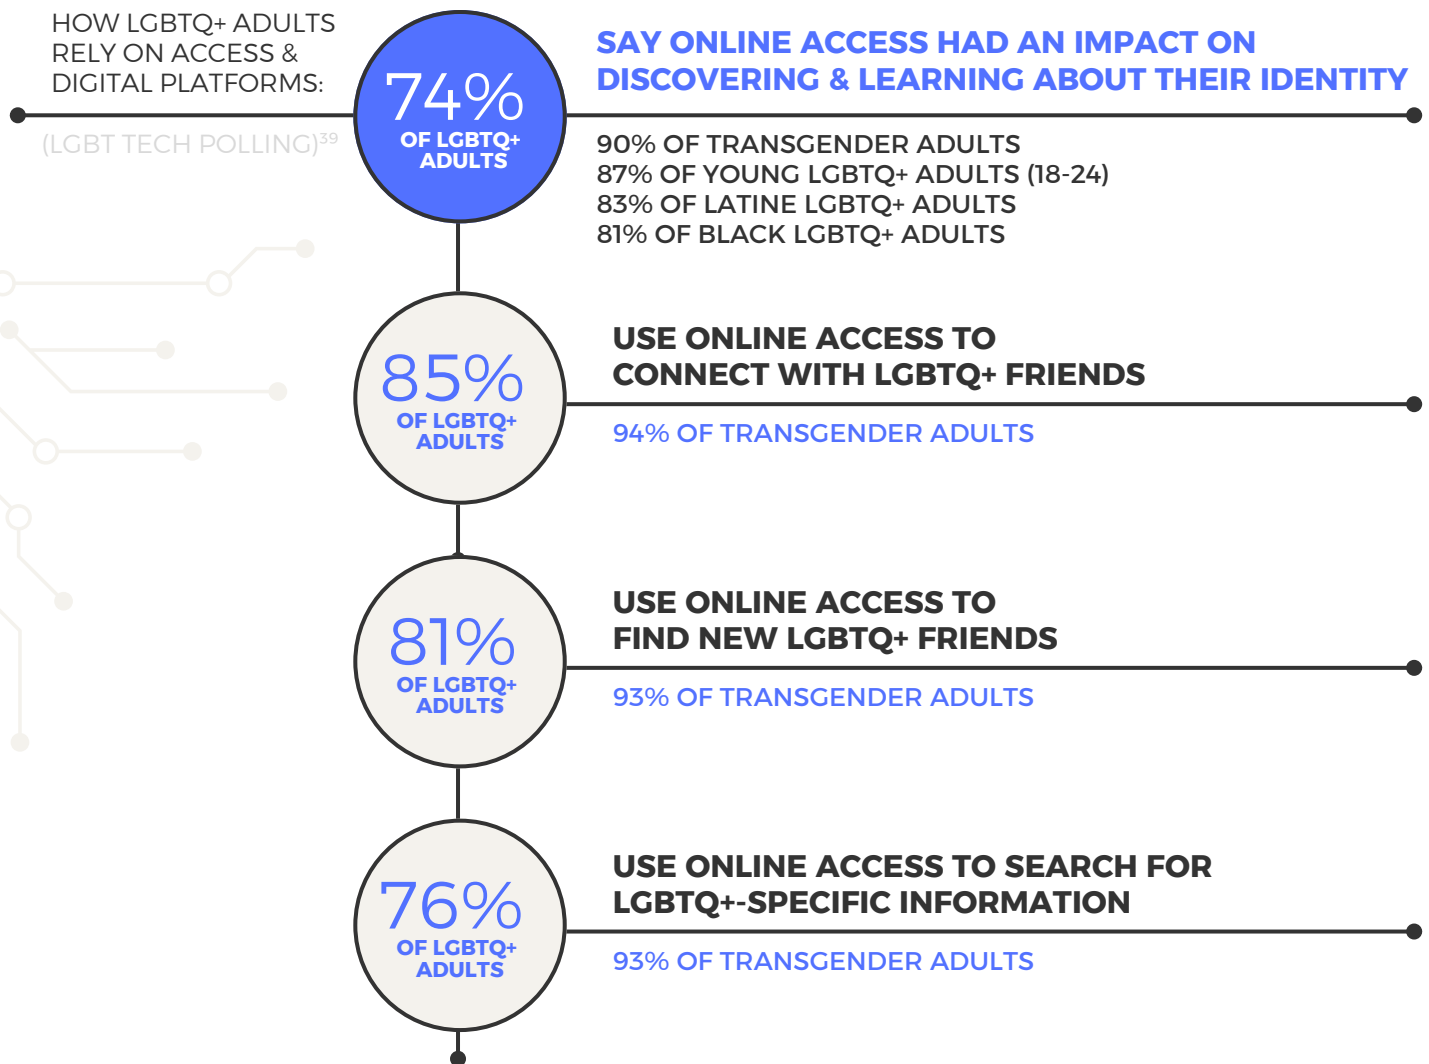 HOW LGBTQ+ ADULTS
RELY ON ACCESS &
DIGITAL PLATFORMS:
(LGBT TECH POLLING)³⁹
74%
OF LGBTQ+
ADULTS
SAY ONLINE ACCESS HAD AN IMPACT ON
DISCOVERING & LEARNING ABOUT THEIR IDENTITY
90% OF TRANSGENDER ADULTS
87% OF YOUNG LGBTQ+ ADULTS (18-24)
83% OF LATINE LGBTQ+ ADULTS
81% OF BLACK LGBTQ+ ADULTS
85%
OF LGBTQ+
ADULTS
USE ONLINE ACCESS TO
CONNECT WITH LGBTQ+ FRIENDS
94% OF TRANSGENDER ADULTS
81%
OF LGBTQ+
ADULTS
USE ONLINE ACCESS TO
FIND NEW LGBTQ+ FRIENDS
93% OF TRANSGENDER ADULTS
76%
OF LGBTQ+
ADULTS
USE ONLINE ACCESS TO SEARCH FOR
LGBTQ+-SPECIFIC INFORMATION
93% OF TRANSGENDER ADULTS